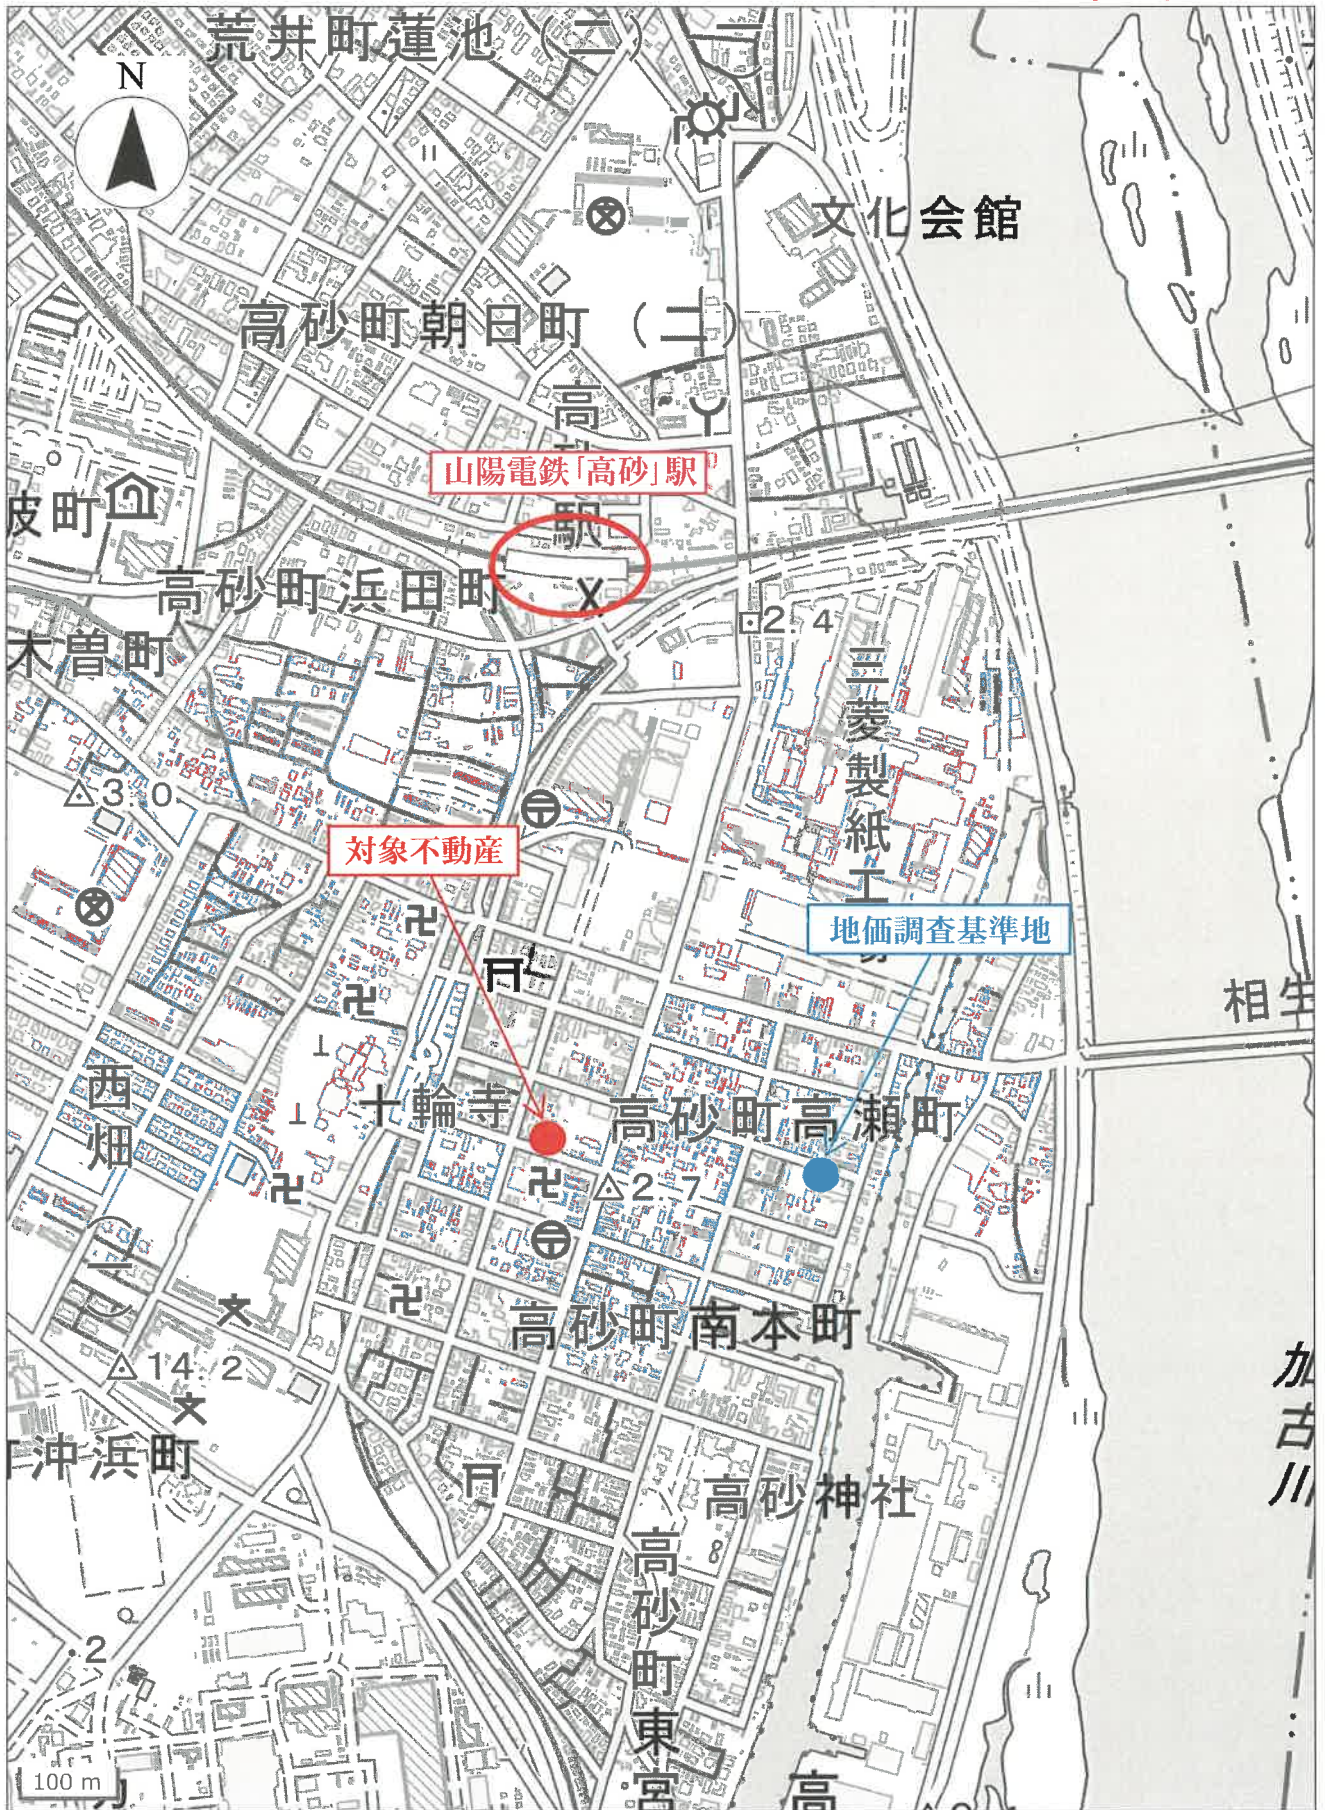 荒井町蓮池(二)
N
文化会館
高砂町朝日町(二)
高
山陽電鉄「高砂」駅
駅
波町
高砂町浜田町
2.4
木曽町
三菱製紙工
3.0
対象不動産
地価調査基準地
相生
西畑
十輪寺
高砂町高瀬町
2.7
高砂町南本町
14.2
加古川
沖浜町
高砂神社
8
高砂町東宮
2
100 m
高